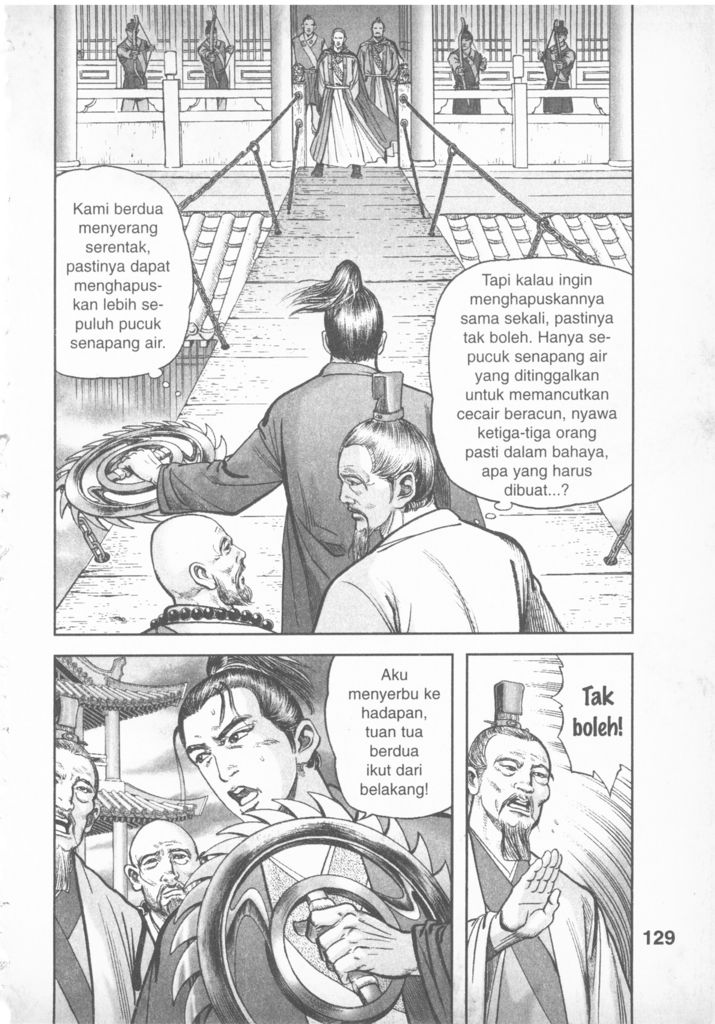 Kami berdua
menyerang
serentak,
pastinya dapat
menghapus-
kan lebih se-
puluh pucuk
senapang air.
Tapi kalau ingin
menghapuskannya
sama sekali, pastinya
tak boleh. Hanya se-
pucuk senapang air
yang ditinggalkan
untuk memancutkan
cecair beracun, nyawa
ketiga-tiga orang
pasti dalam bahaya,
apa yang harus
dibuat...?
Aku
menyerbu ke
hadapan,
tuan tua
berdua
ikut dari
belakang!
Tak
boleh!
129